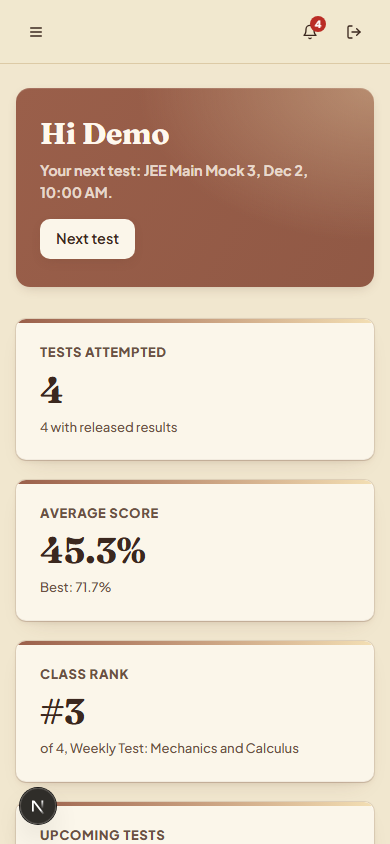 4
Hi Demo
Your next test: JEE Main Mock 3, Dec 2,
10:00 AM.
Next test
TESTS ATTEMPTED
4
4 with released results
AVERAGE SCORE
45.3%
Best: 71.7%
CLASS RANK
#3
of 4, Weekly Test: Mechanics and Calculus
N
UPCOMING TESTS